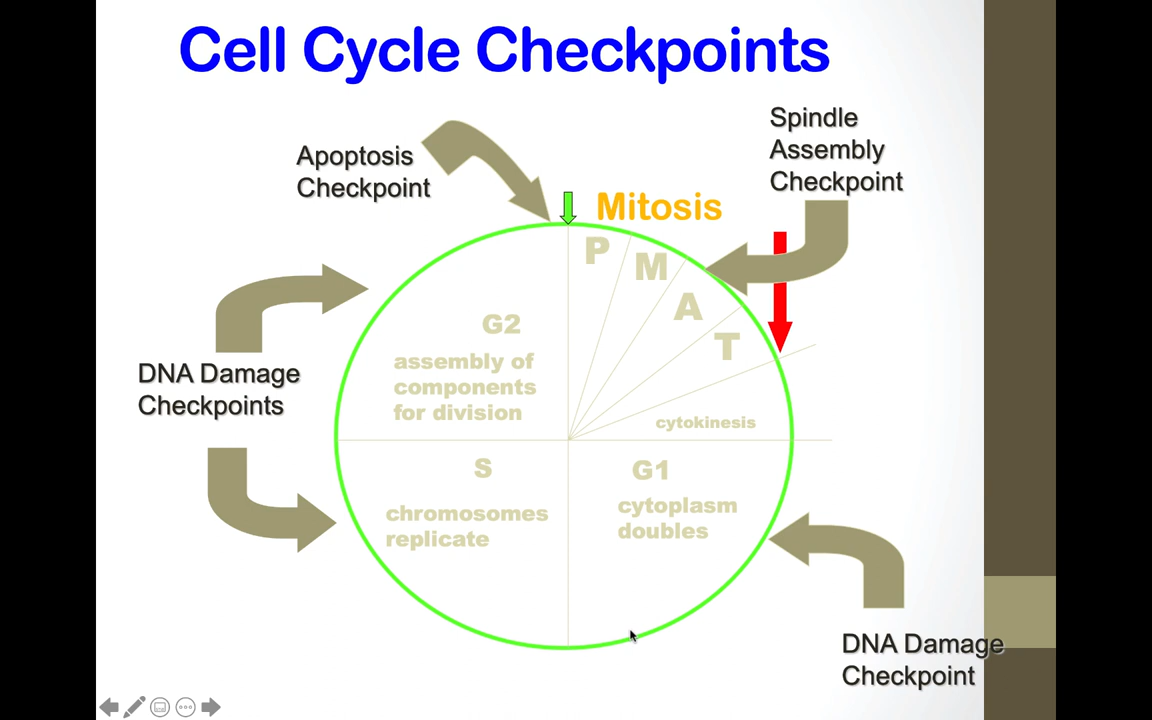 Cell Cycle Checkpoints
Spindle
Assembly
Checkpoint
Apoptosis
Checkpoint
Mitosis
P
M
A
T
G2
assembly of
components
for division
DNA Damage
Checkpoints
cytokinesis
S
chromosomes
replicate
G1
cytoplasm
doubles
DNA Damage
Checkpoint